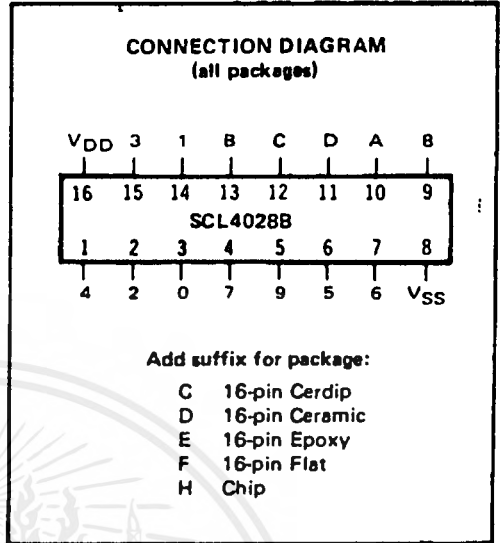 CONNECTION DIAGRAM
(all packages)
VDD 3 1 B C D A 8
16 15 14 13 12 11 10 9
SCL4028B
1 2 3 4 5 6 7 8
4 2 0 7 9 5 6 VSS
Add suffix for package:
C 16-pin Cerdip
D 16-pin Ceramic
E 16-pin Epoxy
F 16-pin Flat
H Chip